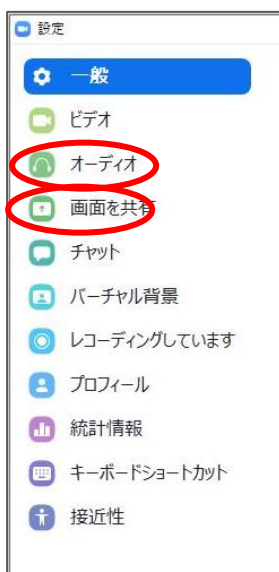 設定
一般
ビデオ
オーディオ
画面を共有
チャット
バーチャル背景
レコーディングしています
プロフィール
統計情報
キーボードショートカット
接近性